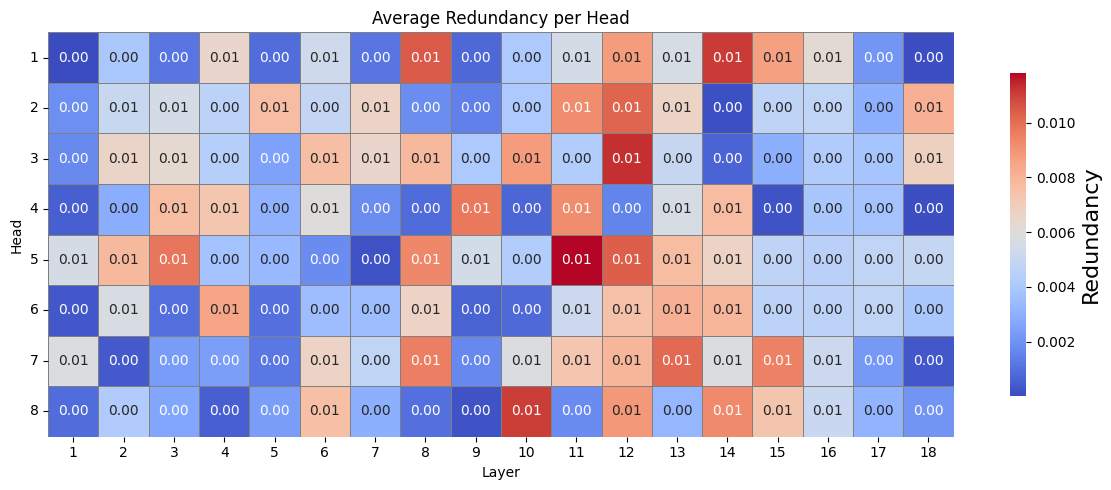 Average Redundancy per Head
1 0.00 0.00 0.00 0.01 0.00 0.01 0.00 0.01 0.00 0.00 0.01 0.01 0.01 0.01 0.01 0.01 0.00 0.00
2 0.00 0.01 0.01 0.00 0.01 0.00 0.01 0.00 0.00 0.00 0.01 0.01 0.01 0.00 0.00 0.00 0.00 0.01
3 0.00 0.01 0.01 0.00 0.00 0.01 0.01 0.01 0.00 0.01 0.00 0.01 0.00 0.00 0.00 0.00 0.00 0.01
4 0.00 0.00 0.01 0.01 0.00 0.01 0.00 0.00 0.01 0.00 0.01 0.00 0.01 0.01 0.00 0.00 0.00 0.00
5 0.01 0.01 0.01 0.00 0.00 0.00 0.00 0.01 0.01 0.00 0.01 0.01 0.01 0.01 0.00 0.00 0.00 0.00
6 0.00 0.01 0.00 0.01 0.00 0.00 0.00 0.01 0.00 0.00 0.01 0.01 0.01 0.01 0.00 0.00 0.00 0.00
7 0.01 0.00 0.00 0.00 0.00 0.01 0.00 0.01 0.00 0.01 0.01 0.01 0.01 0.01 0.01 0.01 0.00 0.00
8 0.00 0.00 0.00 0.00 0.00 0.01 0.00 0.00 0.00 0.01 0.00 0.01 0.00 0.01 0.01 0.01 0.00 0.00
Head
1 2 3 4 5 6 7 8 9 10 11 12 13 14 15 16 17 18
Layer
0.010
0.008
0.006
0.004
0.002
Redundancy